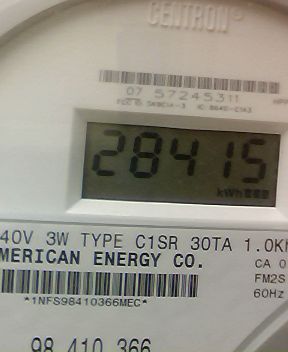 CENTRON®
07 57245311
28415
kWh
40V 3W TYPE C1SR 30TA 1.0K
MERICAN ENERGY CO.
CA 0
FM2S
60Hz
*1NFS98410366MEC*
98 410 366